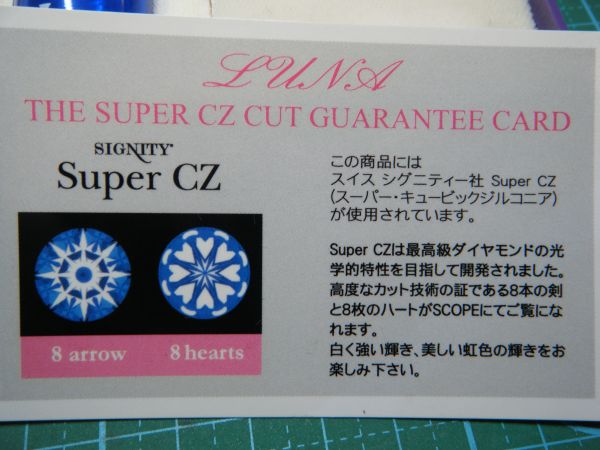 LUNA
THE SUPER CZ CUT GUARANTEE CARD
SIGNITY
Super CZ
8 arrow
8 hearts
この商品には
スイス シグニティー社 Super CZ
(スーパー・キュービックジルコニア)
が使用されています。
Super CZは最高級ダイヤモンドの光
学的特性を目指して開発されました。
高度なカット技術の証である8本の剣
と8枚のハートがSCOPEにてご覧にな
れます。
白く強い輝き、美しい虹色の輝きをお
楽しみ下さい。